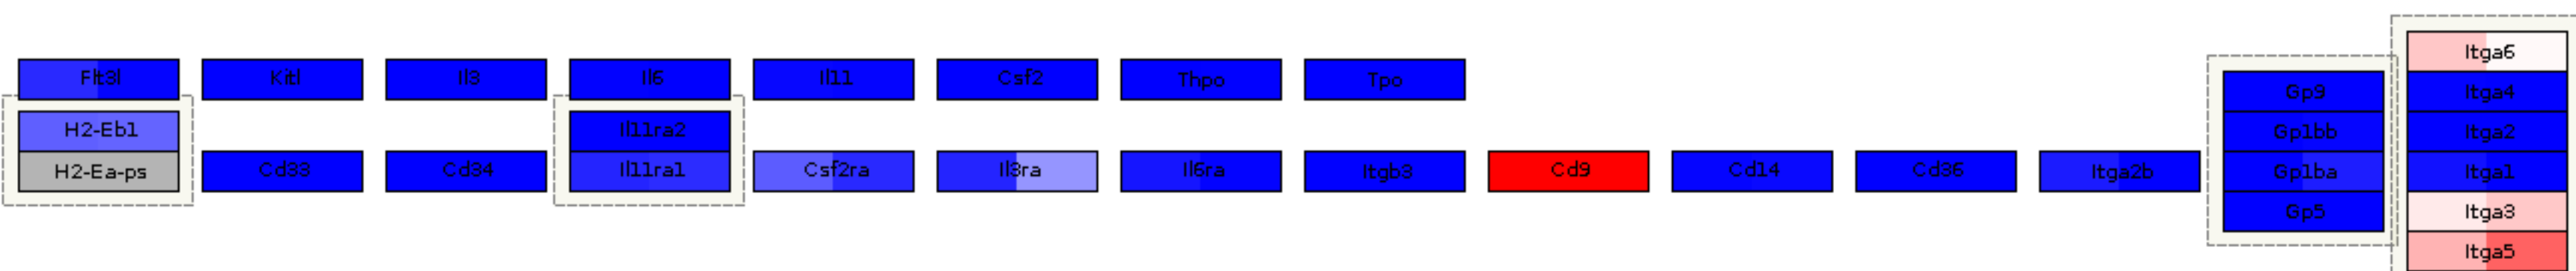 Itga6
Flt3l Kitl Il3 Il6 Il11 Csf2 Thpo Tpo
Gp9 Itga4
H2-Eb1 Il11ra2 Gp1bb Itga2
H2-Ea-ps Cd33 Cd34 Il11ra1 Csf2ra Il3ra Il6ra Itgb3 Cd9 Cd14 Cd36 Itga2b Gp1ba Itga1
Gp5 Itga3
Itga5